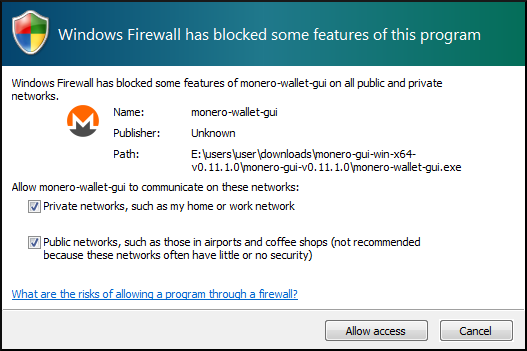 Windows Firewall has blocked some features of this program
Windows Firewall has blocked some features of monero-wallet-gui on all public and private
networks.
Name: monero-wallet-gui
Publisher: Unknown
Path: E:\users\user\downloads\monero-gui-win-x64-
v0.11.1.0\monero-gui-v0.11.1.0\monero-wallet-gui.exe
Allow monero-wallet-gui to communicate on these networks:
Private networks, such as my home or work network
Public networks, such as those in airports and coffee shops (not recommended
because these networks often have little or no security)
What are the risks of allowing a program through a firewall?
Allow access Cancel